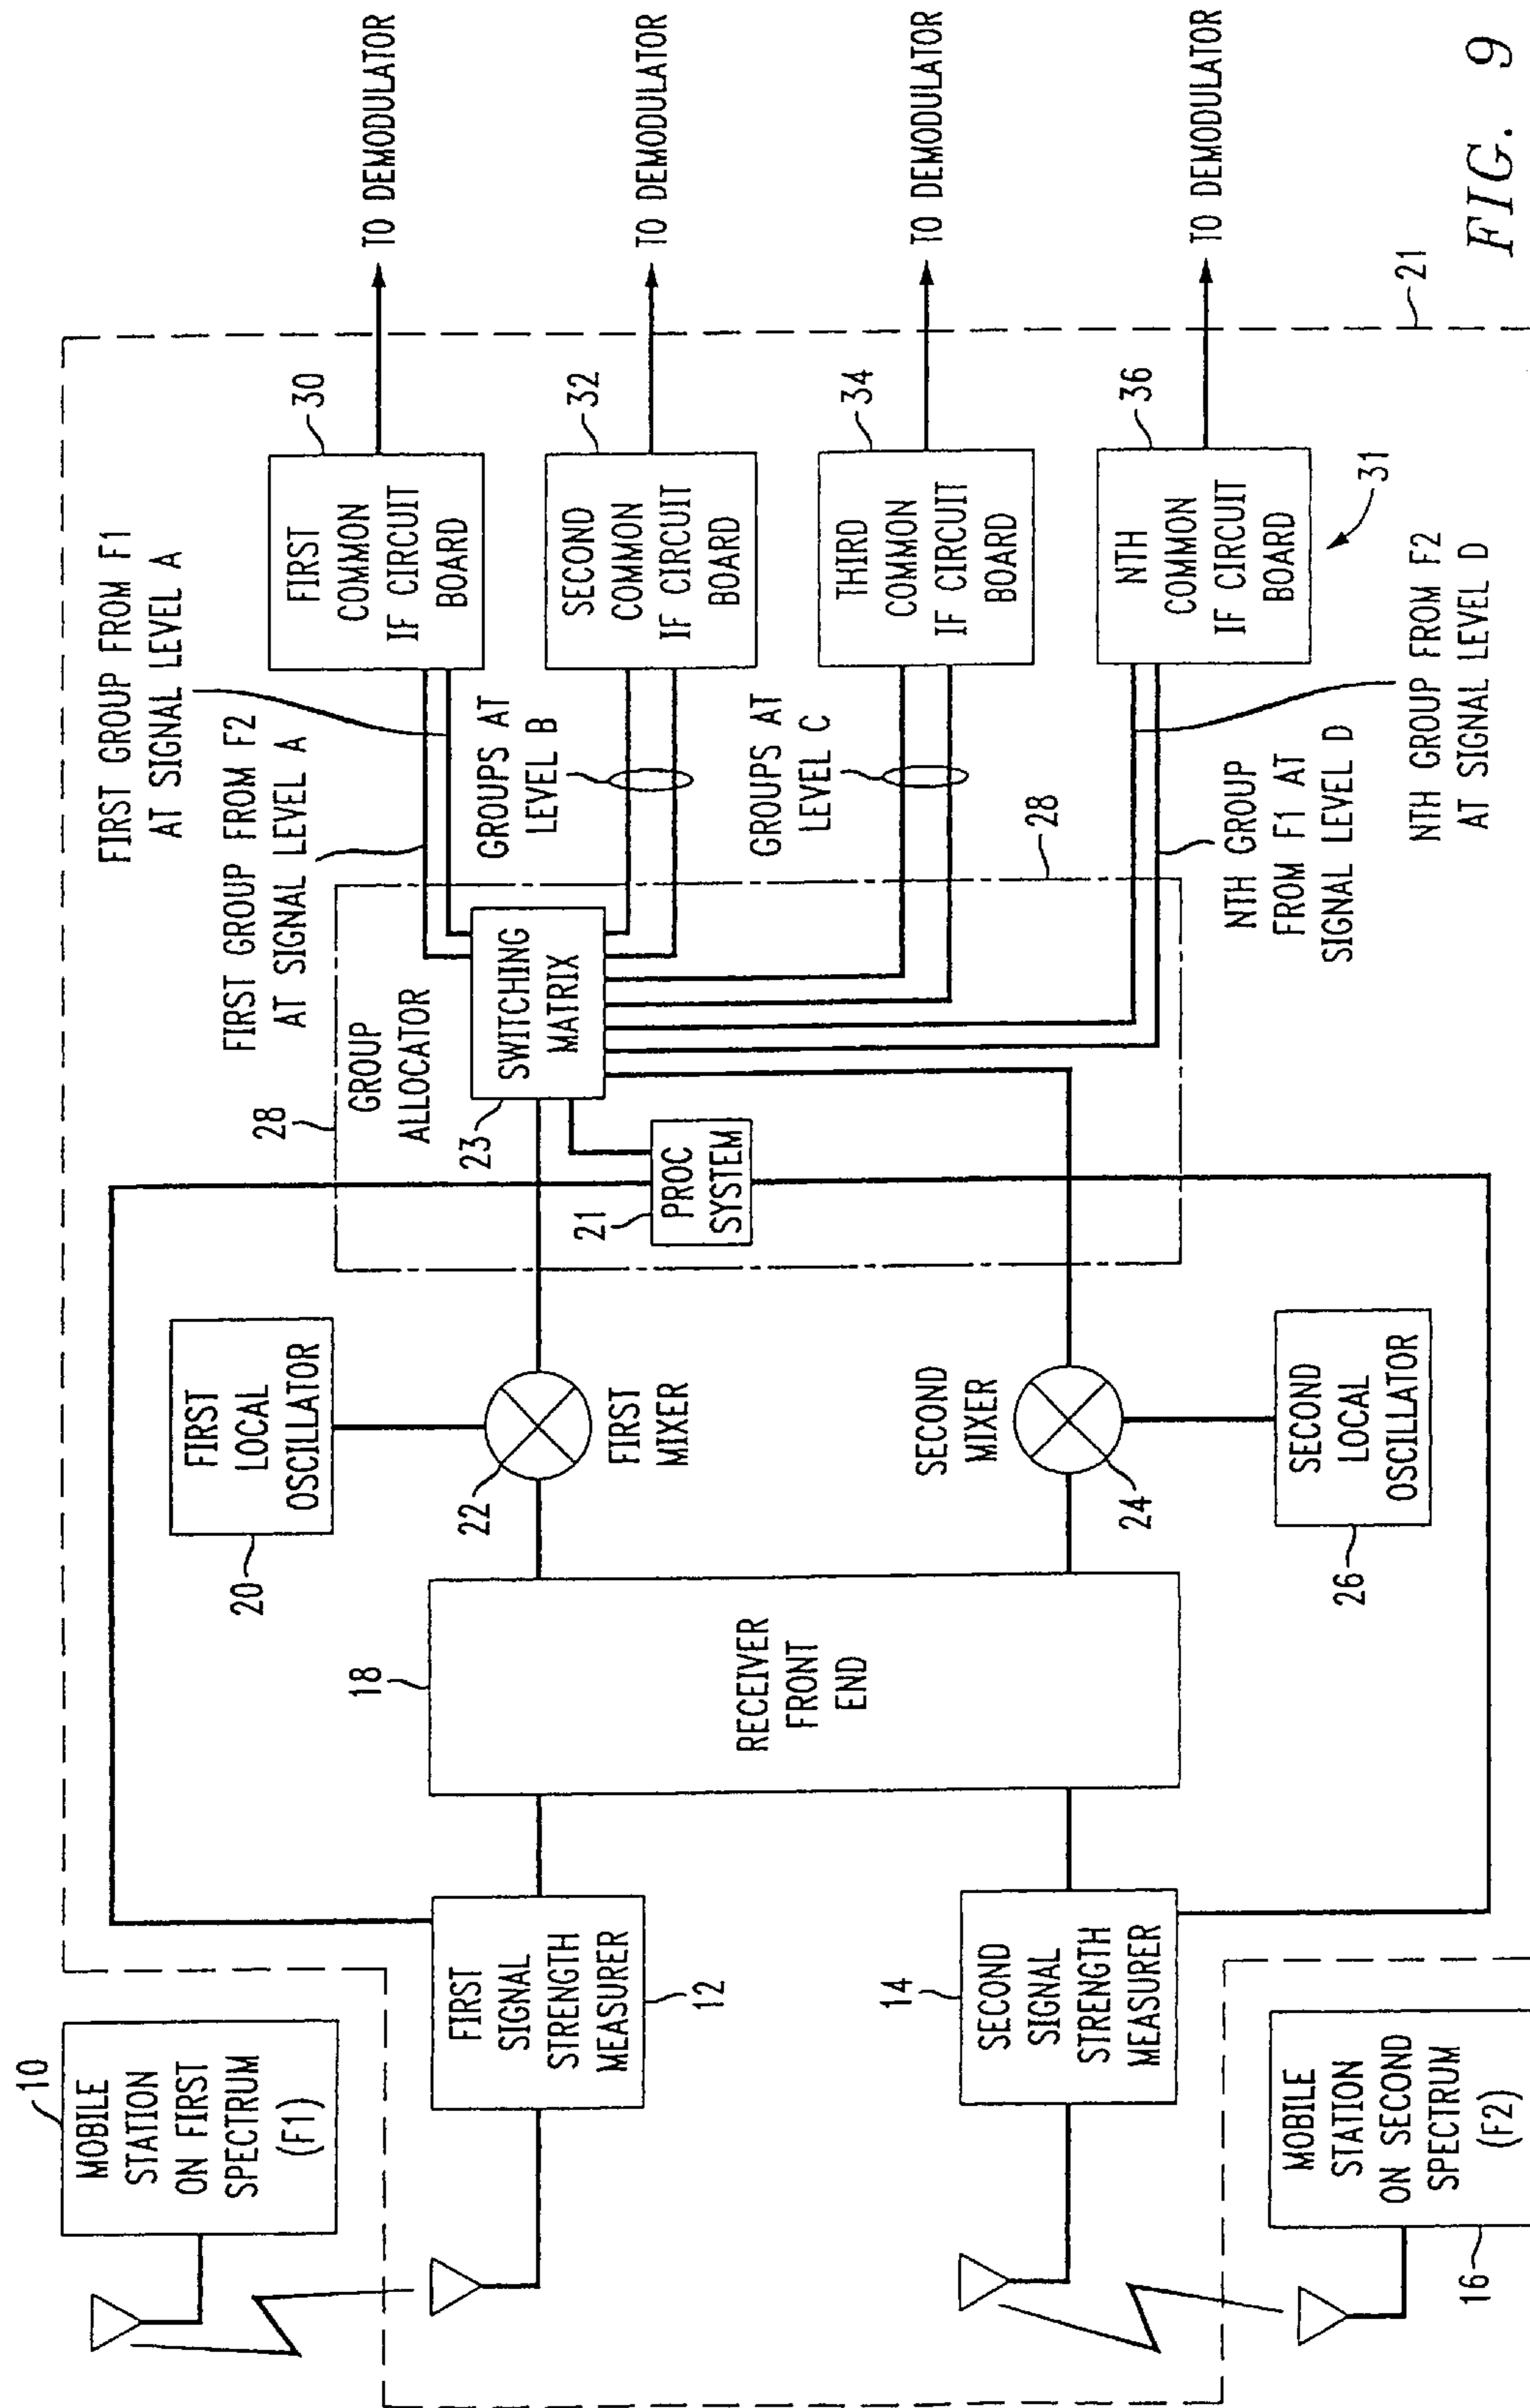 10
MOBILE
STATION
ON FIRST
SPECTRUM
(F1)
FIRST
SIGNAL
STRENGTH
MEASURER
12
14
SECOND
SIGNAL
STRENGTH
MEASURER
MOBILE
STATION
ON SECOND
SPECTRUM
(F2)
16
18
RECEIVER
FRONT
END
FIRST
LOCAL
OSCILLATOR
20
22
FIRST
MIXER
SECOND
MIXER
24
SECOND
LOCAL
OSCILLATOR
26
28
GROUP
ALLOCATOR
23
SWITCHING
MATRIX
21
PROC
SYSTEM
28
FIRST GROUP FROM F1
AT SIGNAL LEVEL A
FIRST GROUP FROM F2
AT SIGNAL LEVEL A
GROUPS AT
LEVEL B
GROUPS AT
LEVEL C
NTH GROUP
FROM F1 AT
SIGNAL LEVEL D
NTH GROUP FROM F2
AT SIGNAL LEVEL D
FIRST
COMMON
IF CIRCUIT
BOARD
30
SECOND
COMMON
IF CIRCUIT
BOARD
32
THIRD
COMMON
IF CIRCUIT
BOARD
34
NTH
COMMON
IF CIRCUIT
BOARD
36
31
TO DEMODULATOR
TO DEMODULATOR
TO DEMODULATOR
TO DEMODULATOR
21
FIG. 9